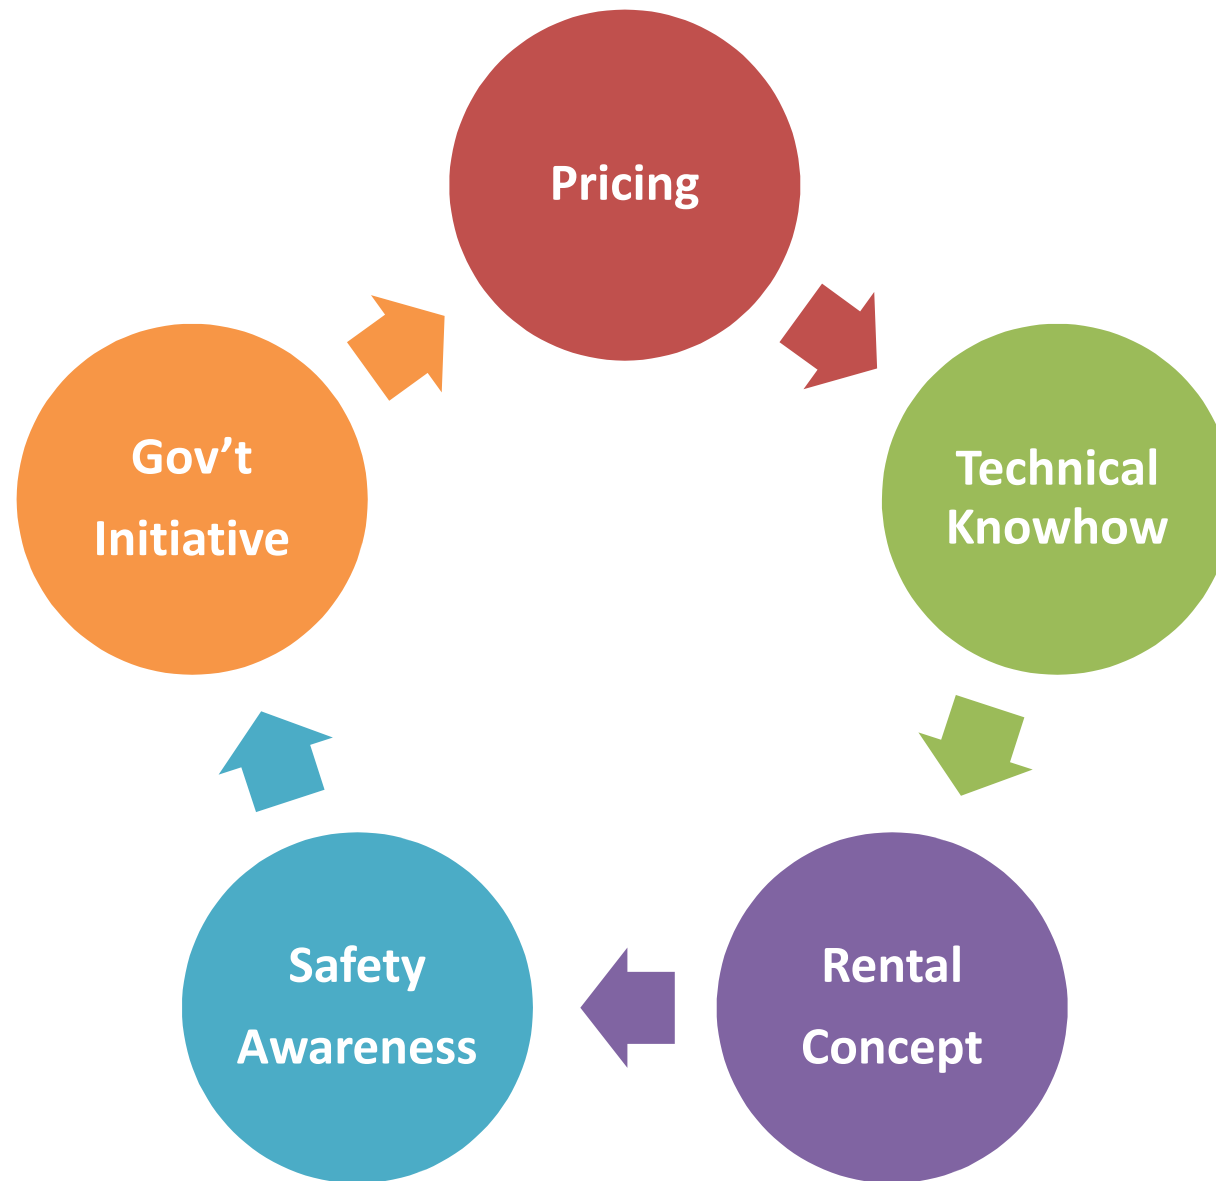 Pricing
Technical
Knowhow
Rental
Concept
Safety
Awareness
Gov’t
Initiative